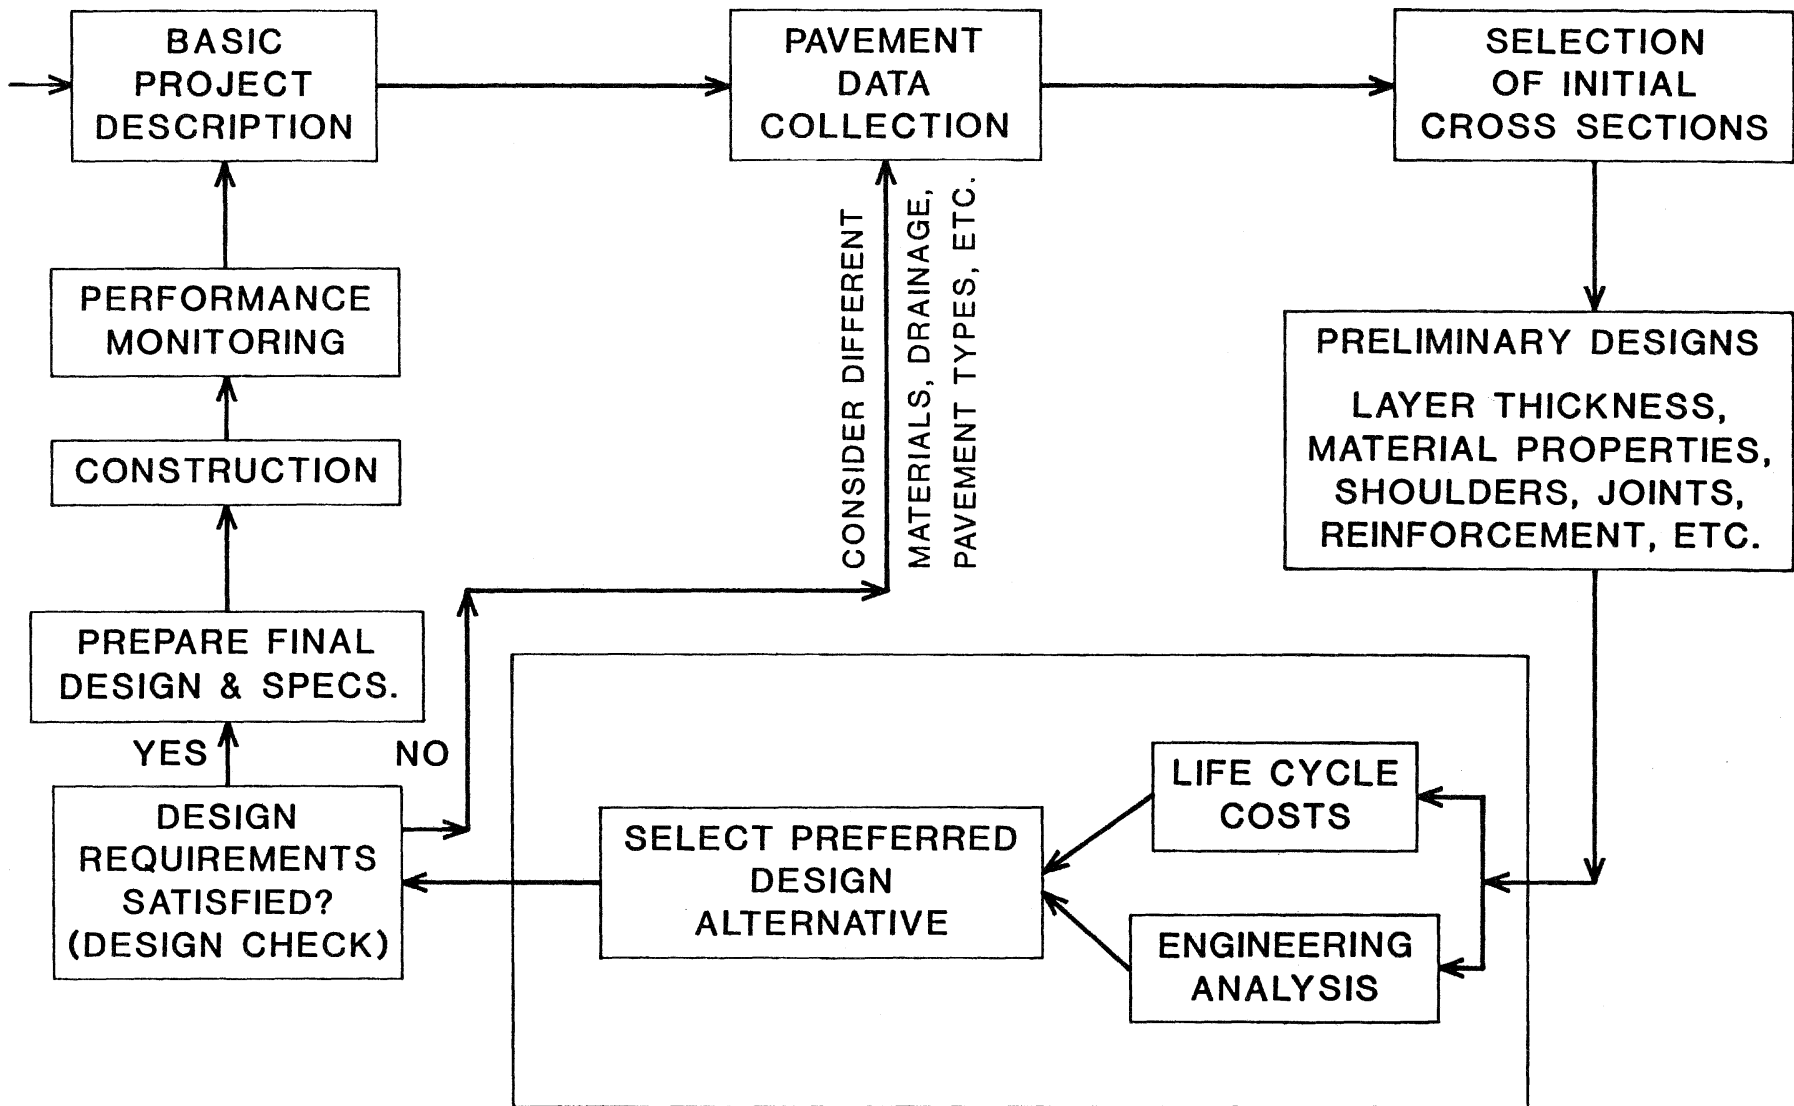 BASIC
PROJECT
DESCRIPTION
PAVEMENT
DATA
COLLECTION
SELECTION
OF INITIAL
CROSS SECTIONS
PERFORMANCE
MONITORING
CONSIDER DIFFERENT
MATERIALS, DRAINAGE,
PAVEMENT TYPES, ETC.
PRELIMINARY DESIGNS
LAYER THICKNESS,
MATERIAL PROPERTIES,
SHOULDERS, JOINTS,
REINFORCEMENT, ETC.
CONSTRUCTION
PREPARE FINAL
DESIGN & SPECS.
YES
NO
DESIGN
REQUIREMENTS
SATISFIED?
(DESIGN CHECK)
SELECT PREFERRED
DESIGN
ALTERNATIVE
LIFE CYCLE
COSTS
ENGINEERING
ANALYSIS